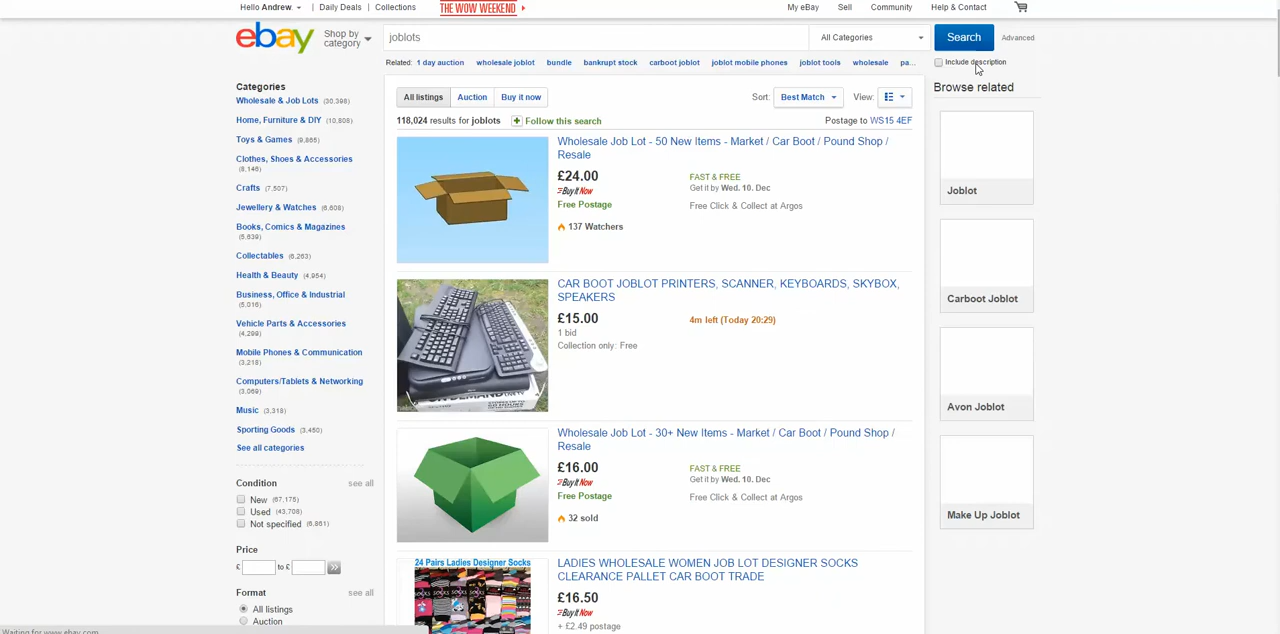 Hello Andrew. | Daily Deals | Collections THE WOW WEEKEND My eBay Sell Community Help & Contact
ebay Shop by category joblots All Categories Search Advanced
Include description
Related: 1 day auction wholesale joblot bundle bankrupt stock carboot joblot joblot mobile phones joblot tools wholesale pa...
Categories
Wholesale & Job Lots (30,398)
Home, Furniture & DIY (10,808)
Toys & Games (9,865)
Clothes, Shoes & Accessories
(8,146)
Crafts (7,507)
Jewellery & Watches (6,608)
Books, Comics & Magazines
(6,639)
Collectables (6,263)
Health & Beauty (4,954)
Business, Office & Industrial
(5,016)
Vehicle Parts & Accessories
(4,299)
Mobile Phones & Communication
(3,218)
Computers/Tablets & Networking
(3,069)
Music (3,318)
Sporting Goods (3,450)
See all categories
Condition see all
New (67,175)
Used (43,708)
Not specified (6,861)
Price
£ to £
Format see all
All listings
Auction
All listings Auction Buy it now Sort: Best Match View:
118,024 results for joblots Follow this search Postage to WS15 4EF
Wholesale Job Lot - 50 New Items - Market / Car Boot / Pound Shop /
Resale
£24.00 FAST & FREE
Buy It Now Get it by Wed, 10. Dec
Free Postage Free Click & Collect at Argos
137 Watchers
CAR BOOT JOBLOT PRINTERS, SCANNER, KEYBOARDS, SKYBOX,
SPEAKERS
£15.00 4m left (Today 20:29)
1 bid
Collection only: Free
Wholesale Job Lot - 30+ New Items - Market / Car Boot / Pound Shop /
Resale
£16.00 FAST & FREE
Buy It Now Get it by Wed, 10. Dec
Free Postage Free Click & Collect at Argos
32 sold
24 Pairs Ladies Designer Socks
LADIES WHOLESALE WOMEN JOB LOT DESIGNER SOCKS
CLEARANCE PALLET CAR BOOT TRADE
£16.50
Buy It Now
+ £2.49 postage
Browse related
Joblot
Carboot Joblot
Avon Joblot
Make Up Joblot
Waiting for www.ebay.com